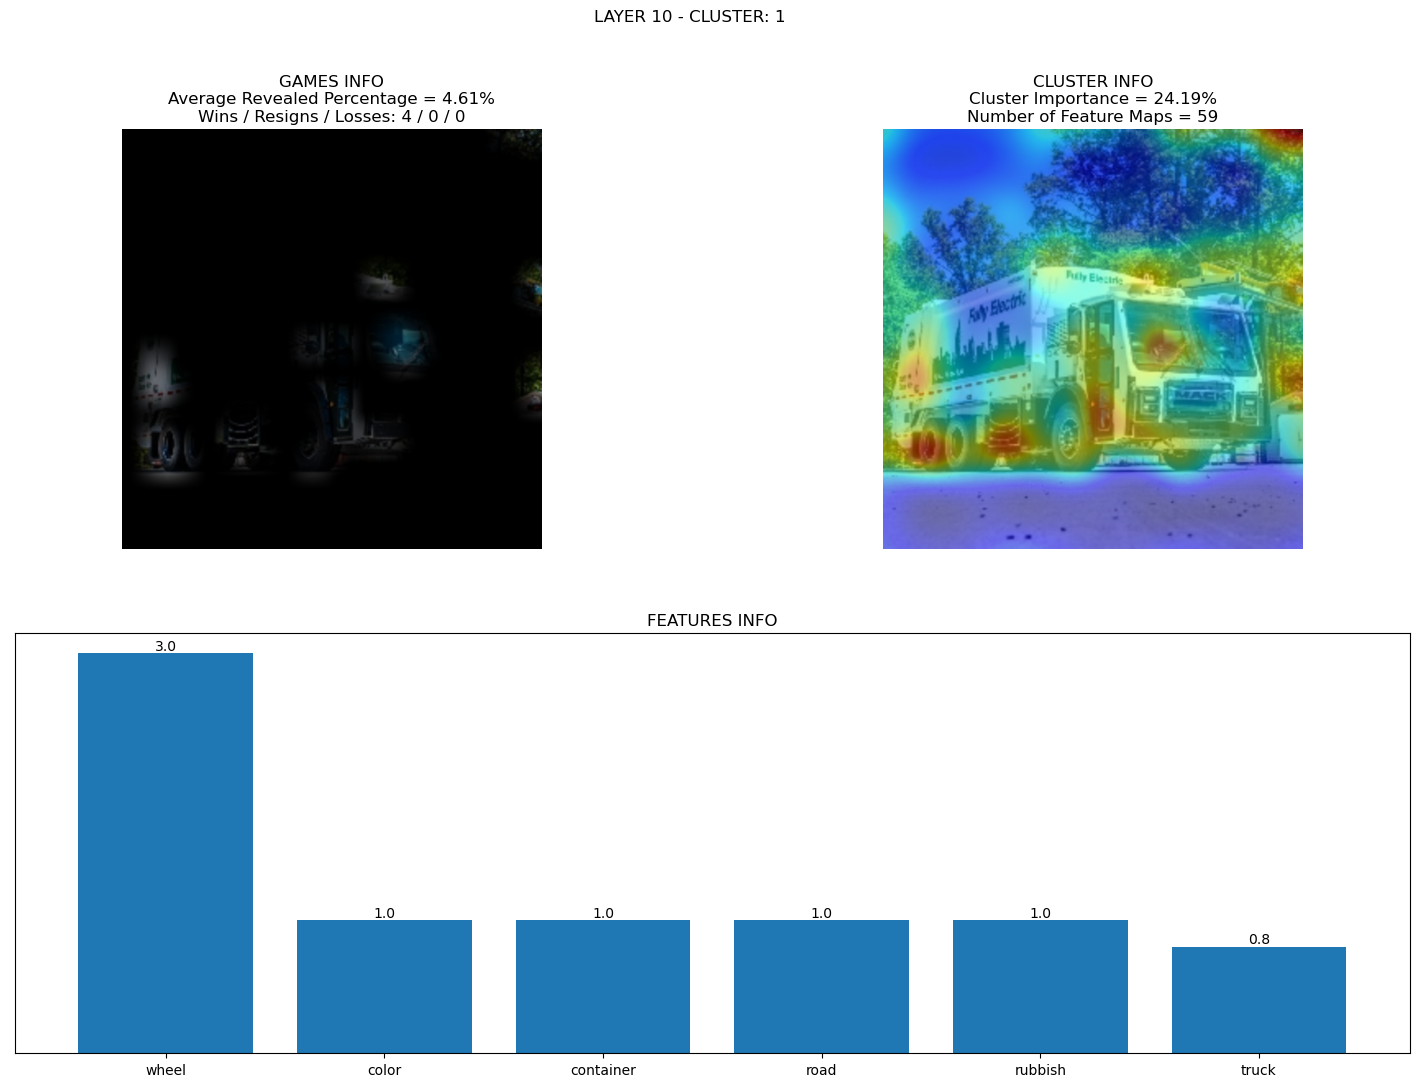 LAYER 10 - CLUSTER: 1
GAMES INFO
Average Revealed Percentage = 4.61%
Wins / Resigns / Losses: 4 / 0 / 0
CLUSTER INFO
Cluster Importance = 24.19%
Number of Feature Maps = 59
Fully Electric
Fully Electric
MACK
FEATURES INFO
3.0
1.0
1.0
1.0
1.0
0.8
wheel
color
container
road
rubbish
truck